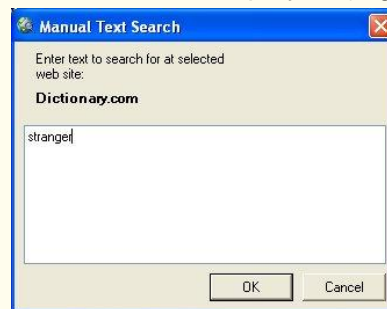 Manual Text Search
Enter text to search for at selected
web site:
Dictionary.com
stranger
OK
Cancel